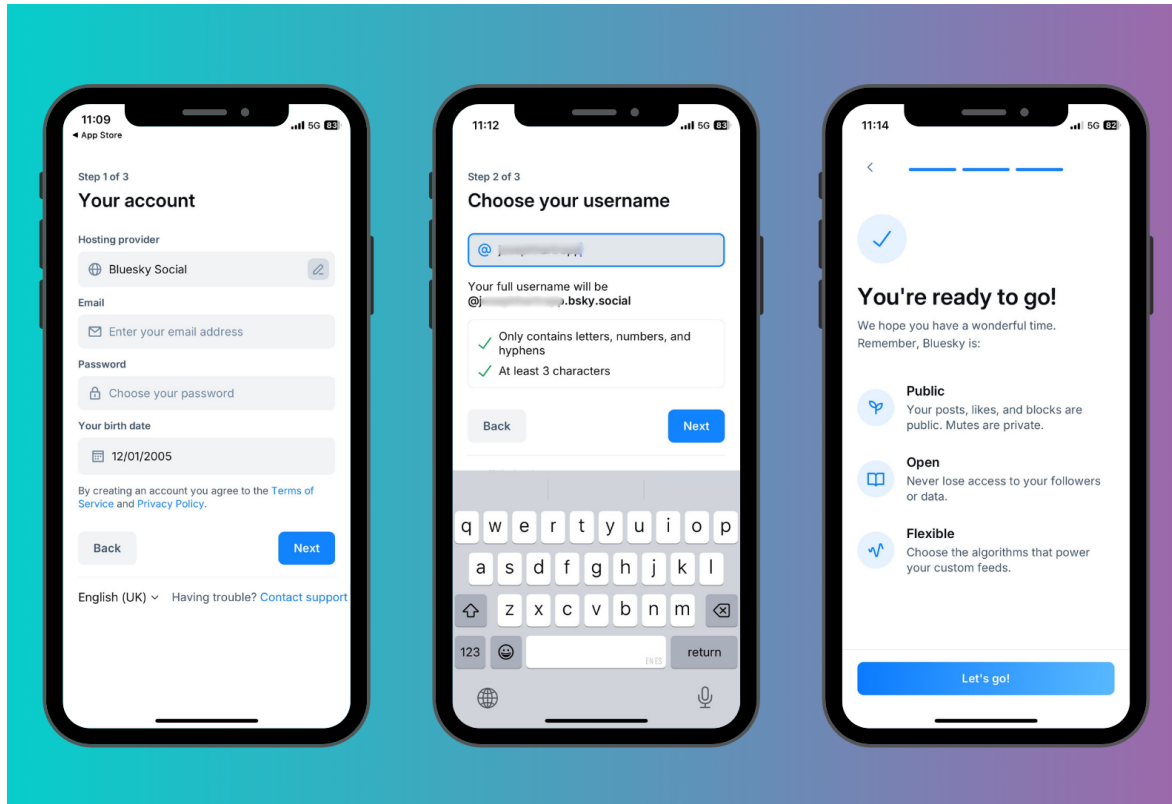 11:09
5G 83
◀ App Store
Step 1 of 3
Your account
Hosting provider
Bluesky Social
Email
Enter your email address
Password
Choose your password
Your birth date
12/01/2005
By creating an account you agree to the Terms of
Service and Privacy Policy.
Back
Next
English (UK)
Having trouble? Contact support
11:12
5G 83
Step 2 of 3
Choose your username
@
Your full username will be
@j .bsky.social
Only contains letters, numbers, and
hyphens
At least 3 characters
Back
Next
q w e r t y u i o p
a s d f g h j k l
z x c v b n m
123
EN ES
return
11:14
5G 82
You're ready to go!
We hope you have a wonderful time.
Remember, Bluesky is:
Public
Your posts, likes, and blocks are
public. Mutes are private.
Open
Never lose access to your followers
or data.
Flexible
Choose the algorithms that power
your custom feeds.
Let's go!